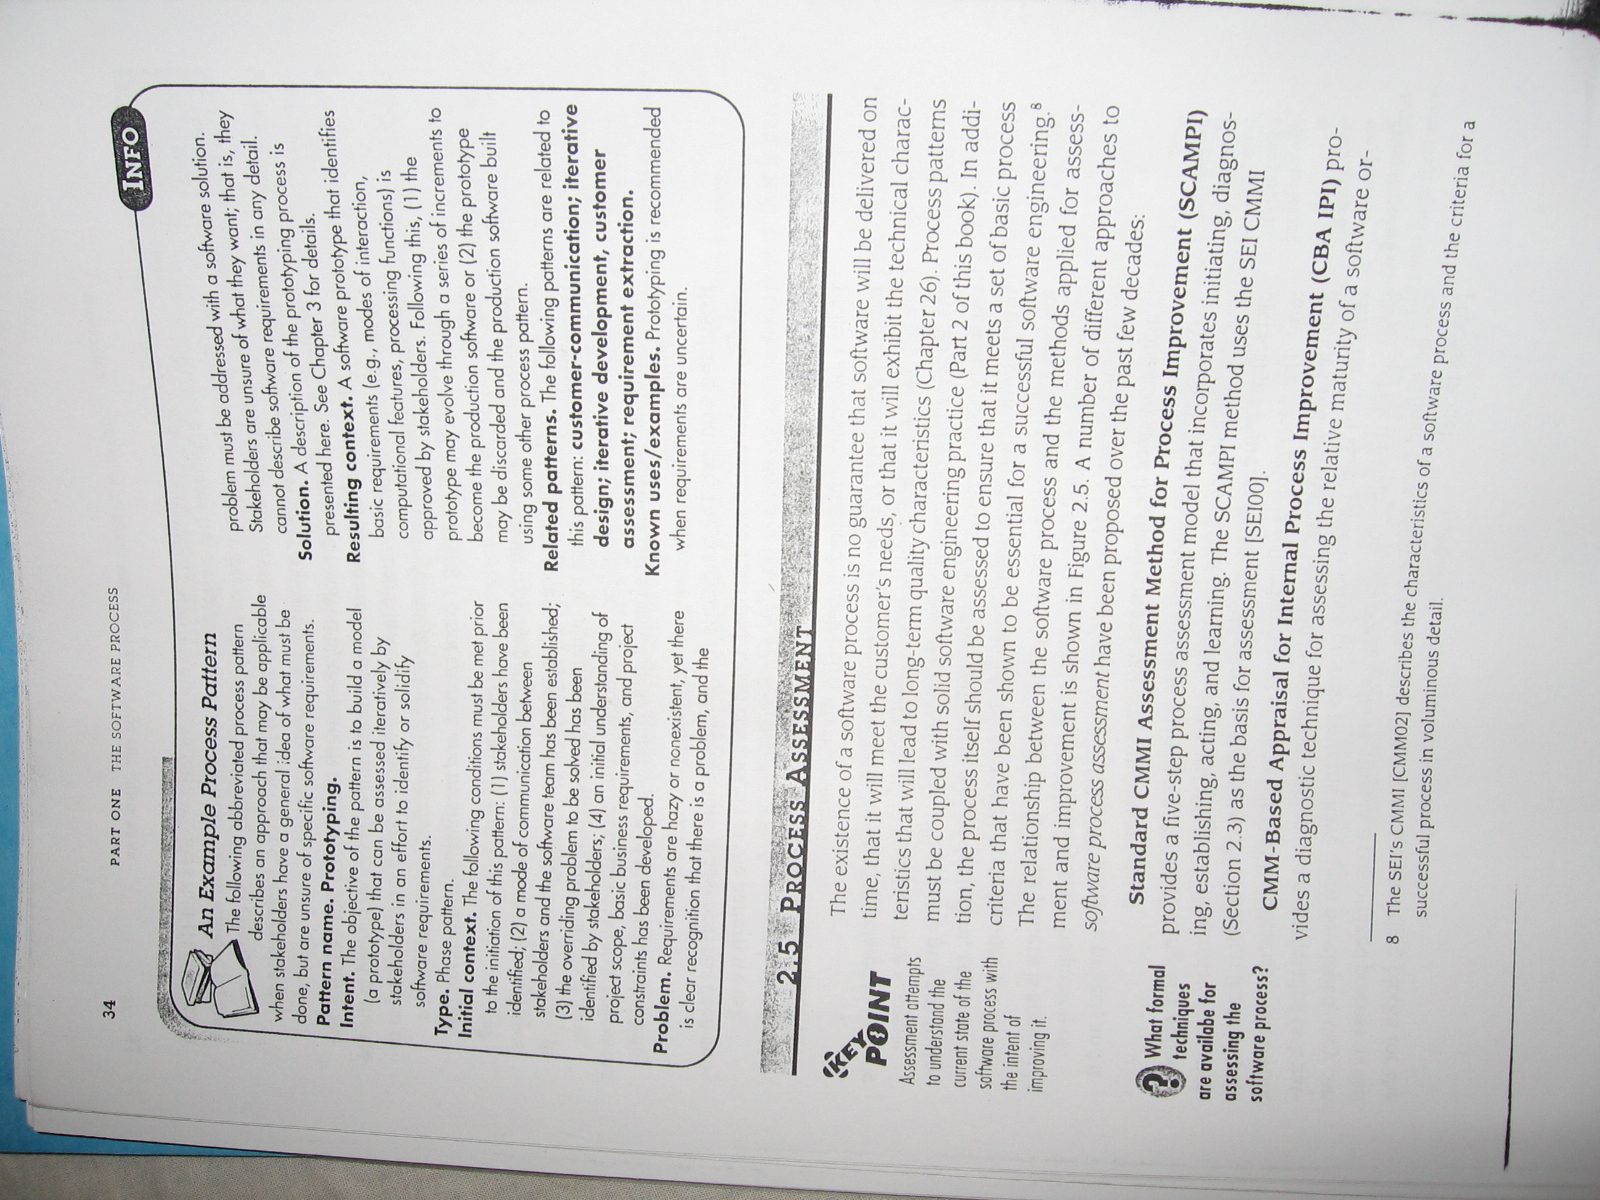 34
PART ONE THE SOFTWARE PROCESS
INFO
An Example Process Pattern
The following abbreviated process pattern
describes an approach that may be applicable
when stakeholders have a general idea of what must be
done, but are unsure of specific software requirements.
Pattern name. Prototyping.
Intent. The objective of the pattern is to build a model
(a prototype) that can be assessed iteratively by
stakeholders in an effort to identify or solidify
software requirements.
Type. Phase pattern.
Initial context. The following conditions must be met prior
to the initiation of this pattern: (1) stakeholders have been
identified; (2) a mode of communication between
stakeholders and the software team has been established;
(3) the overriding problem to be solved has been
identified by stakeholders; (4) an initial understanding of
project scope, basic business requirements, and project
constraints has been developed.
Problem. Requirements are hazy or nonexistent, yet there
is clear recognition that there is a problem, and the
problem must be addressed with a software solution.
Stakeholders are unsure of what they want; that is, they
cannot describe software requirements in any detail.
Solution. A description of the prototyping process is
presented here. See Chapter 3 for details.
Resulting context. A software prototype that identifies
basic requirements (e.g., modes of interaction,
computational features, processing functions) is
approved by stakeholders. Following this, (1) the
prototype may evolve through a series of increments to
become the production software or (2) the prototype
may be discarded and the production software built
using some other process pattern.
Related patterns. The following patterns are related to
this pattern: customer-communication; iterative
design; iterative development, customer
assessment; requirement extraction.
Known uses/examples. Prototyping is recommended
when requirements are uncertain.
2.5 PROCESS ASSESSMENT
KEY
POINT
Assessment attempts
to understand the
current state of the
software process with
the intent of
improving it.
The existence of a software process is no guarantee that software will be delivered on
time, that it will meet the customer's needs, or that it will exhibit the technical charac-
teristics that will lead to long-term quality characteristics (Chapter 26). Process patterns
must be coupled with solid software engineering practice (Part 2 of this book). In addi-
tion, the process itself should be assessed to ensure that it meets a set of basic process
criteria that have been shown to be essential for a successful software engineering.8
The relationship between the software process and the methods applied for assess-
ment and improvement is shown in Figure 2.5. A number of different approaches to
software process assessment have been proposed over the past few decades:
? What formal
techniques
are availabe for
assessing the
software process?
Standard CMMI Assessment Method for Process Improvement (SCAMPI)
provides a five-step process assessment model that incorporates initiating, diagnos-
ing, establishing, acting, and learning. The SCAMPI method uses the SEI CMMI
(Section 2.3) as the basis for assessment [SEI00].
CMM-Based Appraisal for Internal Process Improvement (CBA IPI) pro-
vides a diagnostic technique for assessing the relative maturity of a software or-
8 The SEI's CMMI [CMM02] describes the characteristics of a software process and the criteria for a
successful process in voluminous detail.